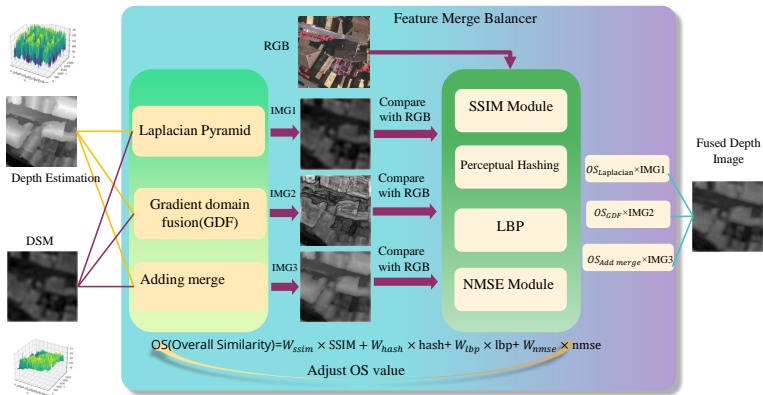 Feature Merge Balancer
RGB
IMG1
Compare
with RGB
SSIM Module
Laplacian Pyramid
Perceptual Hashing
Fused Depth
Image
Depth Estimation
IMG2
Compare
with RGB
Gradient domain
fusion(GDF)
LBP
OS_Laplacian×IMG1
OS_GDF×IMG2
OS_Add merge×IMG3
DSM
IMG3
Compare
with RGB
Adding merge
NMSE Module
OS(Overall Similarity)=W_ssim × SSIM + W_hash × hash+ W_lbp × lbp+ W_nmse × nmse
Adjust OS value